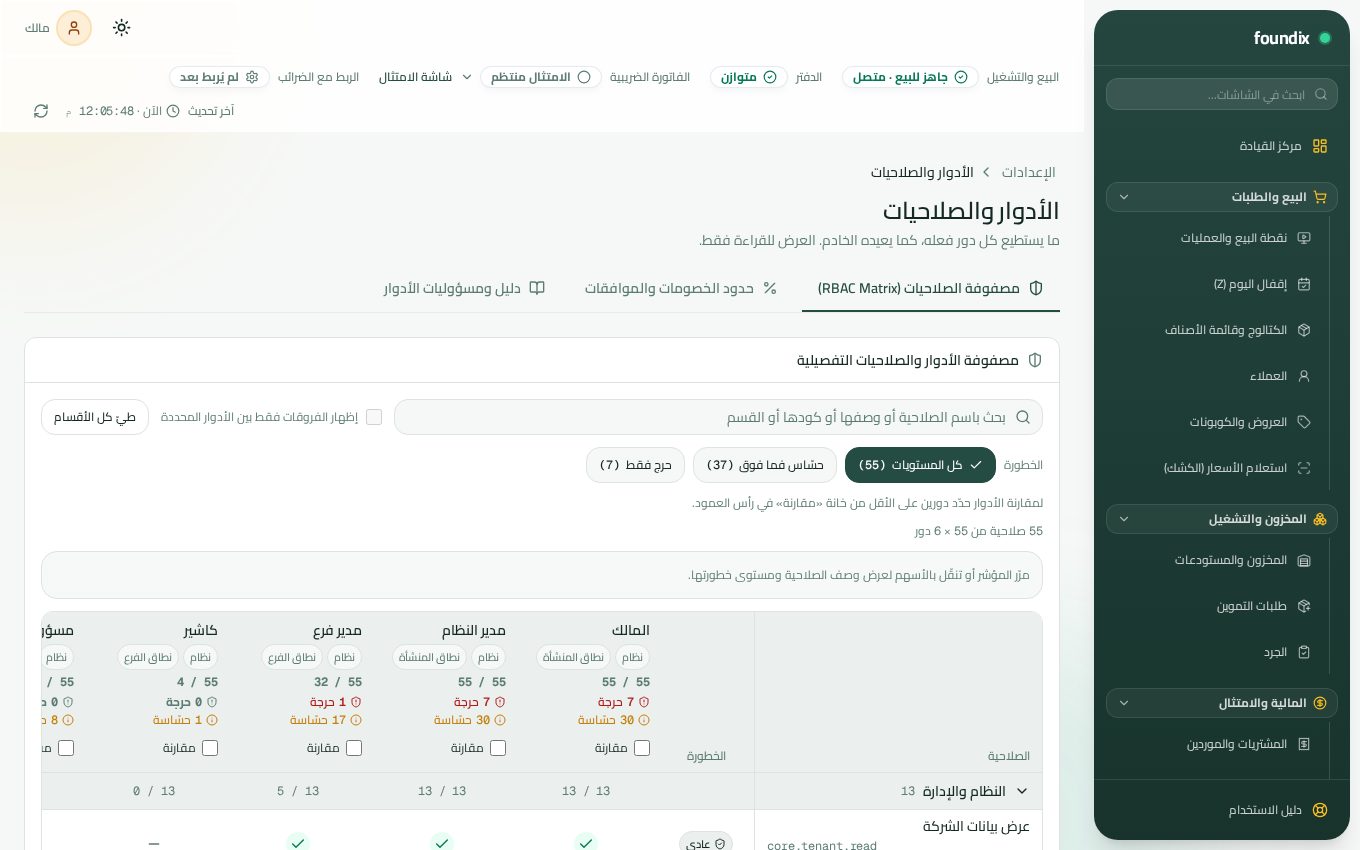 foundix
ابحث في الشاشات...
مركز القيادة
البيع والطلبات
نقطة البيع والعمليات
إقفال اليوم (Z)
الكتالوج وقائمة الأصناف
العملاء
العروض والكوبونات
استعلام الأسعار (الكشك)
المخزون والتشغيل
المخزون والمستودعات
طلبات التموين
الجرد
المالية والامتثال
المشتريات والموردين
دليل الاستخدام
مالك
البيع والتشغيل جاهز للبيع · متصل الدفتر متوازن الفاتورة الضريبية الامتثال منتظم شاشة الامتثال الربط مع الضرائب لم يُربط بعد
آخر تحديث الآن · 12:05:48 م
الإعدادات الأدوار والصلاحيات
الأدوار والصلاحيات
ما يستطيع كل دور فعله، كما يعيده الخادم. العرض للقراءة فقط.
مصفوفة الصلاحيات (RBAC Matrix) حدود الخصومات والموافقات دليل ومسؤوليات الأدوار
مصفوفة الأدوار والصلاحيات التفصيلية
بحث باسم الصلاحية أو وصفها أو كودها أو القسم إظهار الفروقات فقط بين الأدوار المحددة طيّ كل الأقسام
الخطورة كل المستويات (55) حسّاس فما فوق (37) حرج فقط (7)
لمقارنة الأدوار حدّد دورين على الأقل من خانة «مقارنة» في رأس العمود.
55 صلاحية من 55 × 6 دور
مرّر المؤشر أو تنقّل بالأسهم لعرض وصف الصلاحية ومستوى خطورتها.
المالك مدير النظام مدير فرع كاشير
نظام نطاق المنشأة نظام نطاق المنشأة نظام نطاق الفرع نظام نطاق الفرع نظام
55 / 55 55 / 55 32 / 55 4 / 55 / 55
7 حرجة 7 حرجة 1 حرجة 0 حرجة 0
30 حسّاسة 30 حسّاسة 17 حسّاسة 1 حسّاسة 8
مقارنة مقارنة مقارنة مقارنة
الصلاحية الخطورة
النظام والإدارة 13 13 / 13 13 / 13 5 / 13 0 / 13
عرض بيانات الشركة
core.tenant.read عادي —